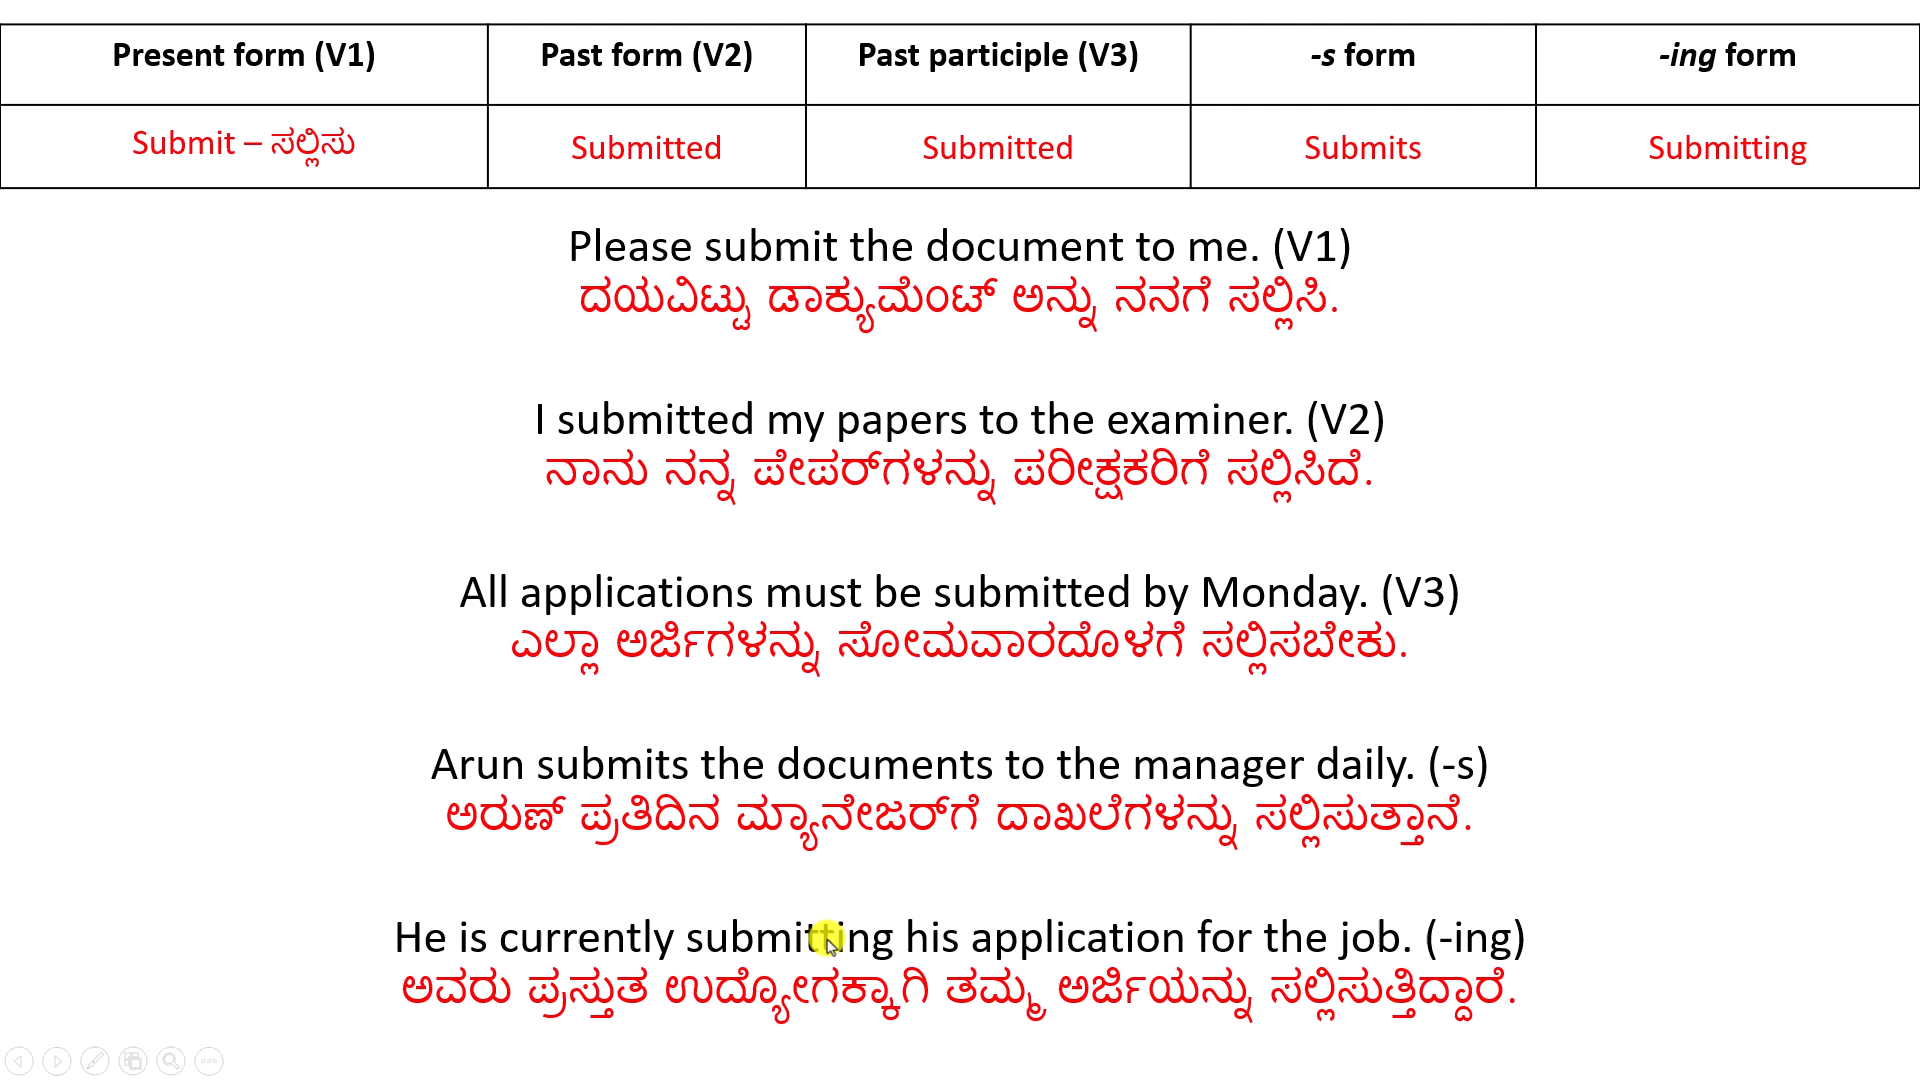 Present form (V1) Past form (V2) Past participle (V3) -s form -ing form
Submit – ಸಲ್ಲಿಸು Submitted Submitted Submits Submitting
Please submit the document to me. (V1)
ದಯವಿಟ್ಟು ಡಾಕ್ಯುಮೆಂಟ್ ಅನ್ನು ನನಗೆ ಸಲ್ಲಿಸಿ.
I submitted my papers to the examiner. (V2)
ನಾನು ನನ್ನ ಪೇಪರ್‌ಗಳನ್ನು ಪರೀಕ್ಷಕರಿಗೆ ಸಲ್ಲಿಸಿದೆ.
All applications must be submitted by Monday. (V3)
ಎಲ್ಲಾ ಅರ್ಜಿಗಳನ್ನು ಸೋಮವಾರದೊಳಗೆ ಸಲ್ಲಿಸಬೇಕು.
Arun submits the documents to the manager daily. (-s)
ಅರುಣ್ ಪ್ರತಿದಿನ ಮ್ಯಾನೇಜರ್‌ಗೆ ದಾಖಲೆಗಳನ್ನು ಸಲ್ಲಿಸುತ್ತಾನೆ.
He is currently submitting his application for the job. (-ing)
ಅವರು ಪ್ರಸ್ತುತ ಉದ್ಯೋಗಕ್ಕಾಗಿ ತಮ್ಮ ಅರ್ಜಿಯನ್ನು ಸಲ್ಲಿಸುತ್ತಿದ್ದಾರೆ.